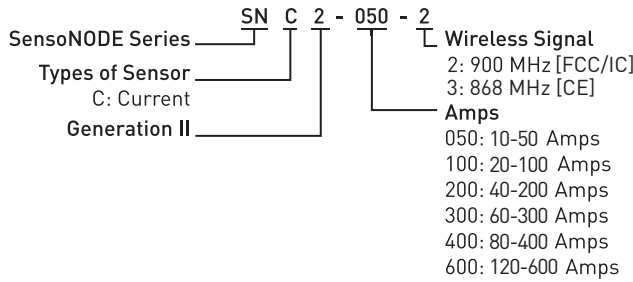 SN C 2 - 050 - 2
SensoNODE Series
Types of Sensor
C: Current
Generation II
Wireless Signal
2: 900 MHz [FCC/IC]
3: 868 MHz [CE]
Amps
050: 10-50 Amps
100: 20-100 Amps
200: 40-200 Amps
300: 60-300 Amps
400: 80-400 Amps
600: 120-600 Amps